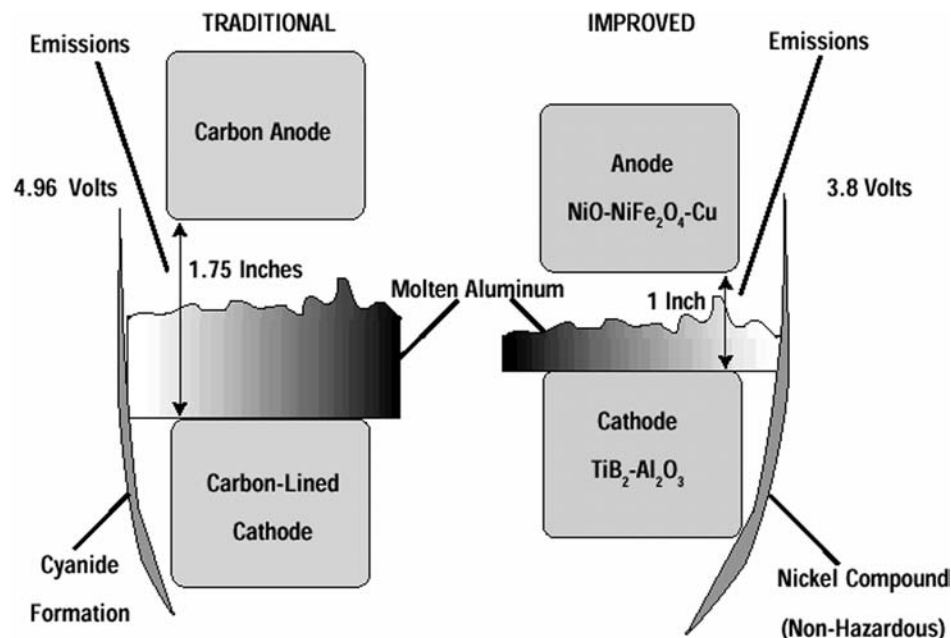 TRADITIONAL
IMPROVED
Emissions
Emissions
Carbon Anode
Anode
NiO-NiFe₂O₄-Cu
4.96 Volts
3.8 Volts
1.75 Inches
Molten Aluminum
1 Inch
Carbon-Lined
Cathode
Cathode
TiB₂-Al₂O₃
Cyanide
Formation
Nickel Compound
(Non-Hazardous)